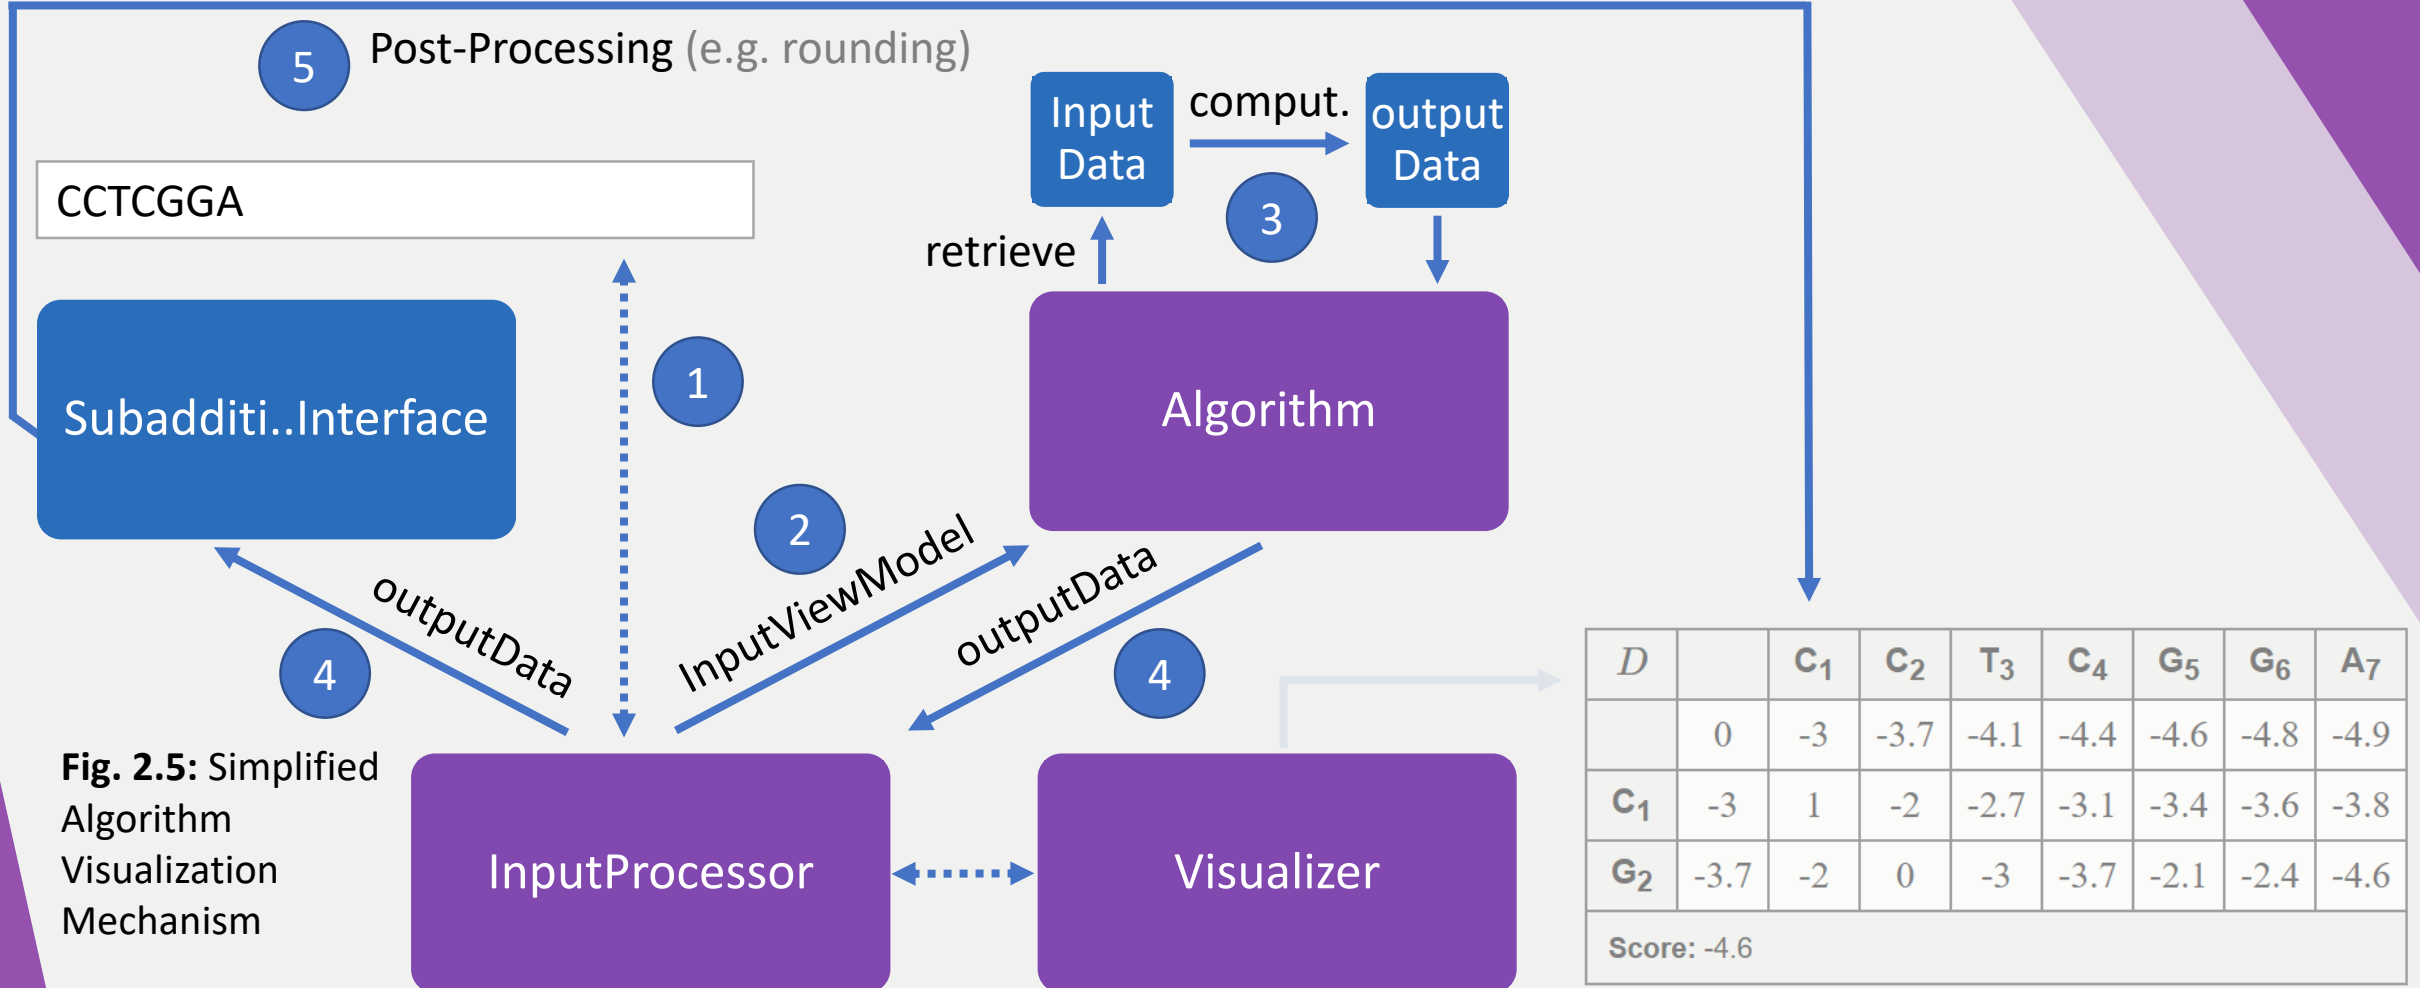 5
Post-Processing (e.g. rounding)
Input
Data
comput.
output
Data
3
CCTCGGA
retrieve
Subadditi..Interface
1
Algorithm
2
InputViewModel
outputData
4
outputData
4
Fig. 2.5: Simplified
Algorithm
Visualization
Mechanism
InputProcessor
Visualizer
D C1 C2 T3 C4 G5 G6 A7
0 -3 -3.7 -4.1 -4.4 -4.6 -4.8 -4.9
C1 -3 1 -2 -2.7 -3.1 -3.4 -3.6 -3.8
G2 -3.7 -2 0 -3 -3.7 -2.1 -2.4 -4.6
Score: -4.6